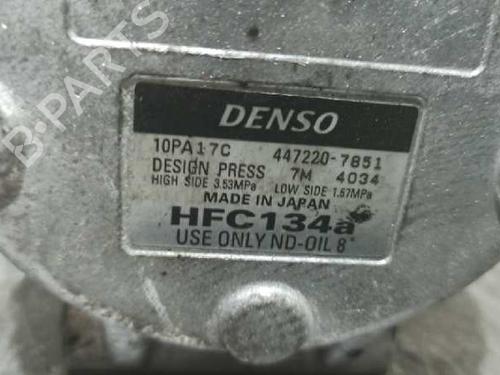 B-PARTS
DENSO
10PA17C 447220-7851
DESIGN PRESS 7M 4034
HIGH SIDE 3.53MPa LOW SIDE 1.67MPa
MADE IN JAPAN
HFC134a
USE ONLY ND-OIL 8